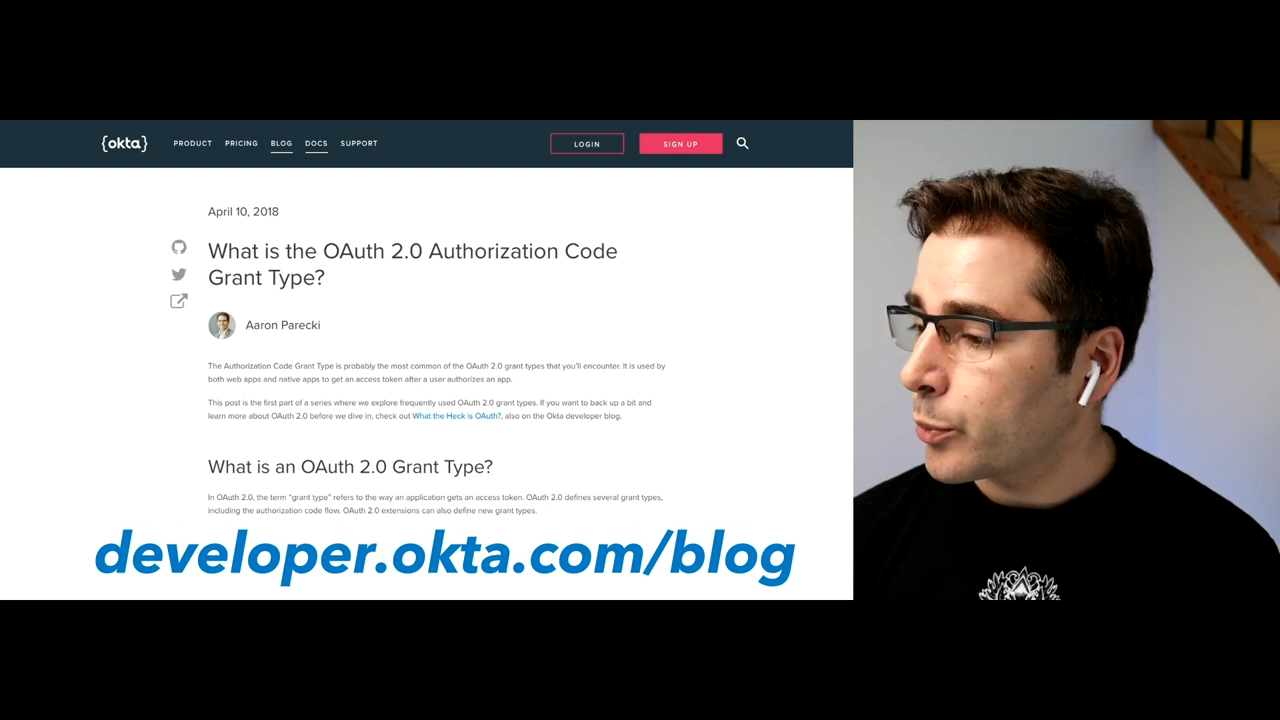 {okta}
PRODUCT PRICING BLOG DOCS SUPPORT LOGIN SIGN UP
April 10, 2018
What is the OAuth 2.0 Authorization Code
Grant Type?
Aaron Parecki
The Authorization Code Grant Type is probably the most common of the OAuth 2.0 grant types that you'll encounter. It is used by
both web apps and native apps to get an access token after a user authorizes an app.
This post is the first part of a series where we explore frequently used OAuth 2.0 grant types. If you want to back up a bit and
learn more about OAuth 2.0 before we dive in, check out What the Heck is OAuth?, also on the Okta developer blog.
What is an OAuth 2.0 Grant Type?
In OAuth 2.0, the term “grant type” refers to the way an application gets an access token. OAuth 2.0 defines several grant types,
including the authorization code flow. OAuth 2.0 extensions can also define new grant types.
developer.okta.com/blog